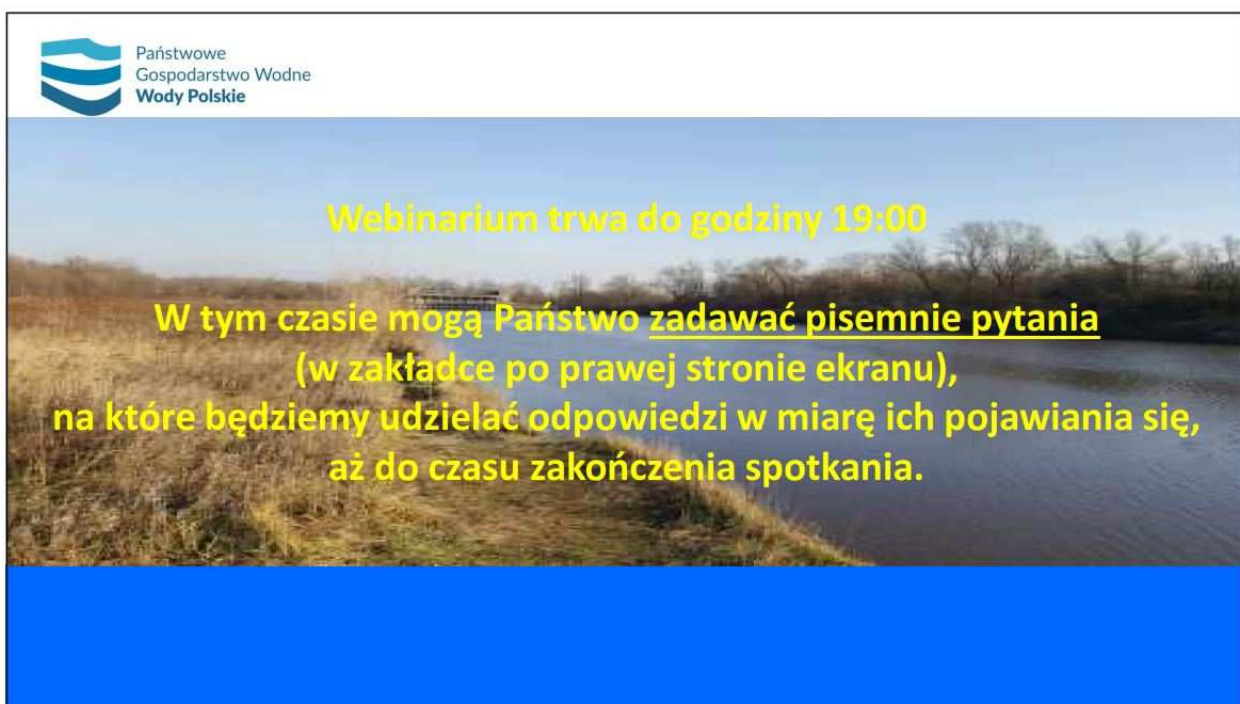 Państwowe
Gospodarstwo Wodne
Wody Polskie
Webinarium trwa do godziny 19:00
W tym czasie mogą Państwo zadawać pisemnie pytania
(w zakładce po prawej stronie ekranu),
na które będziemy udzielać odpowiedzi w miarę ich pojawiania się,
aż do czasu zakończenia spotkania.